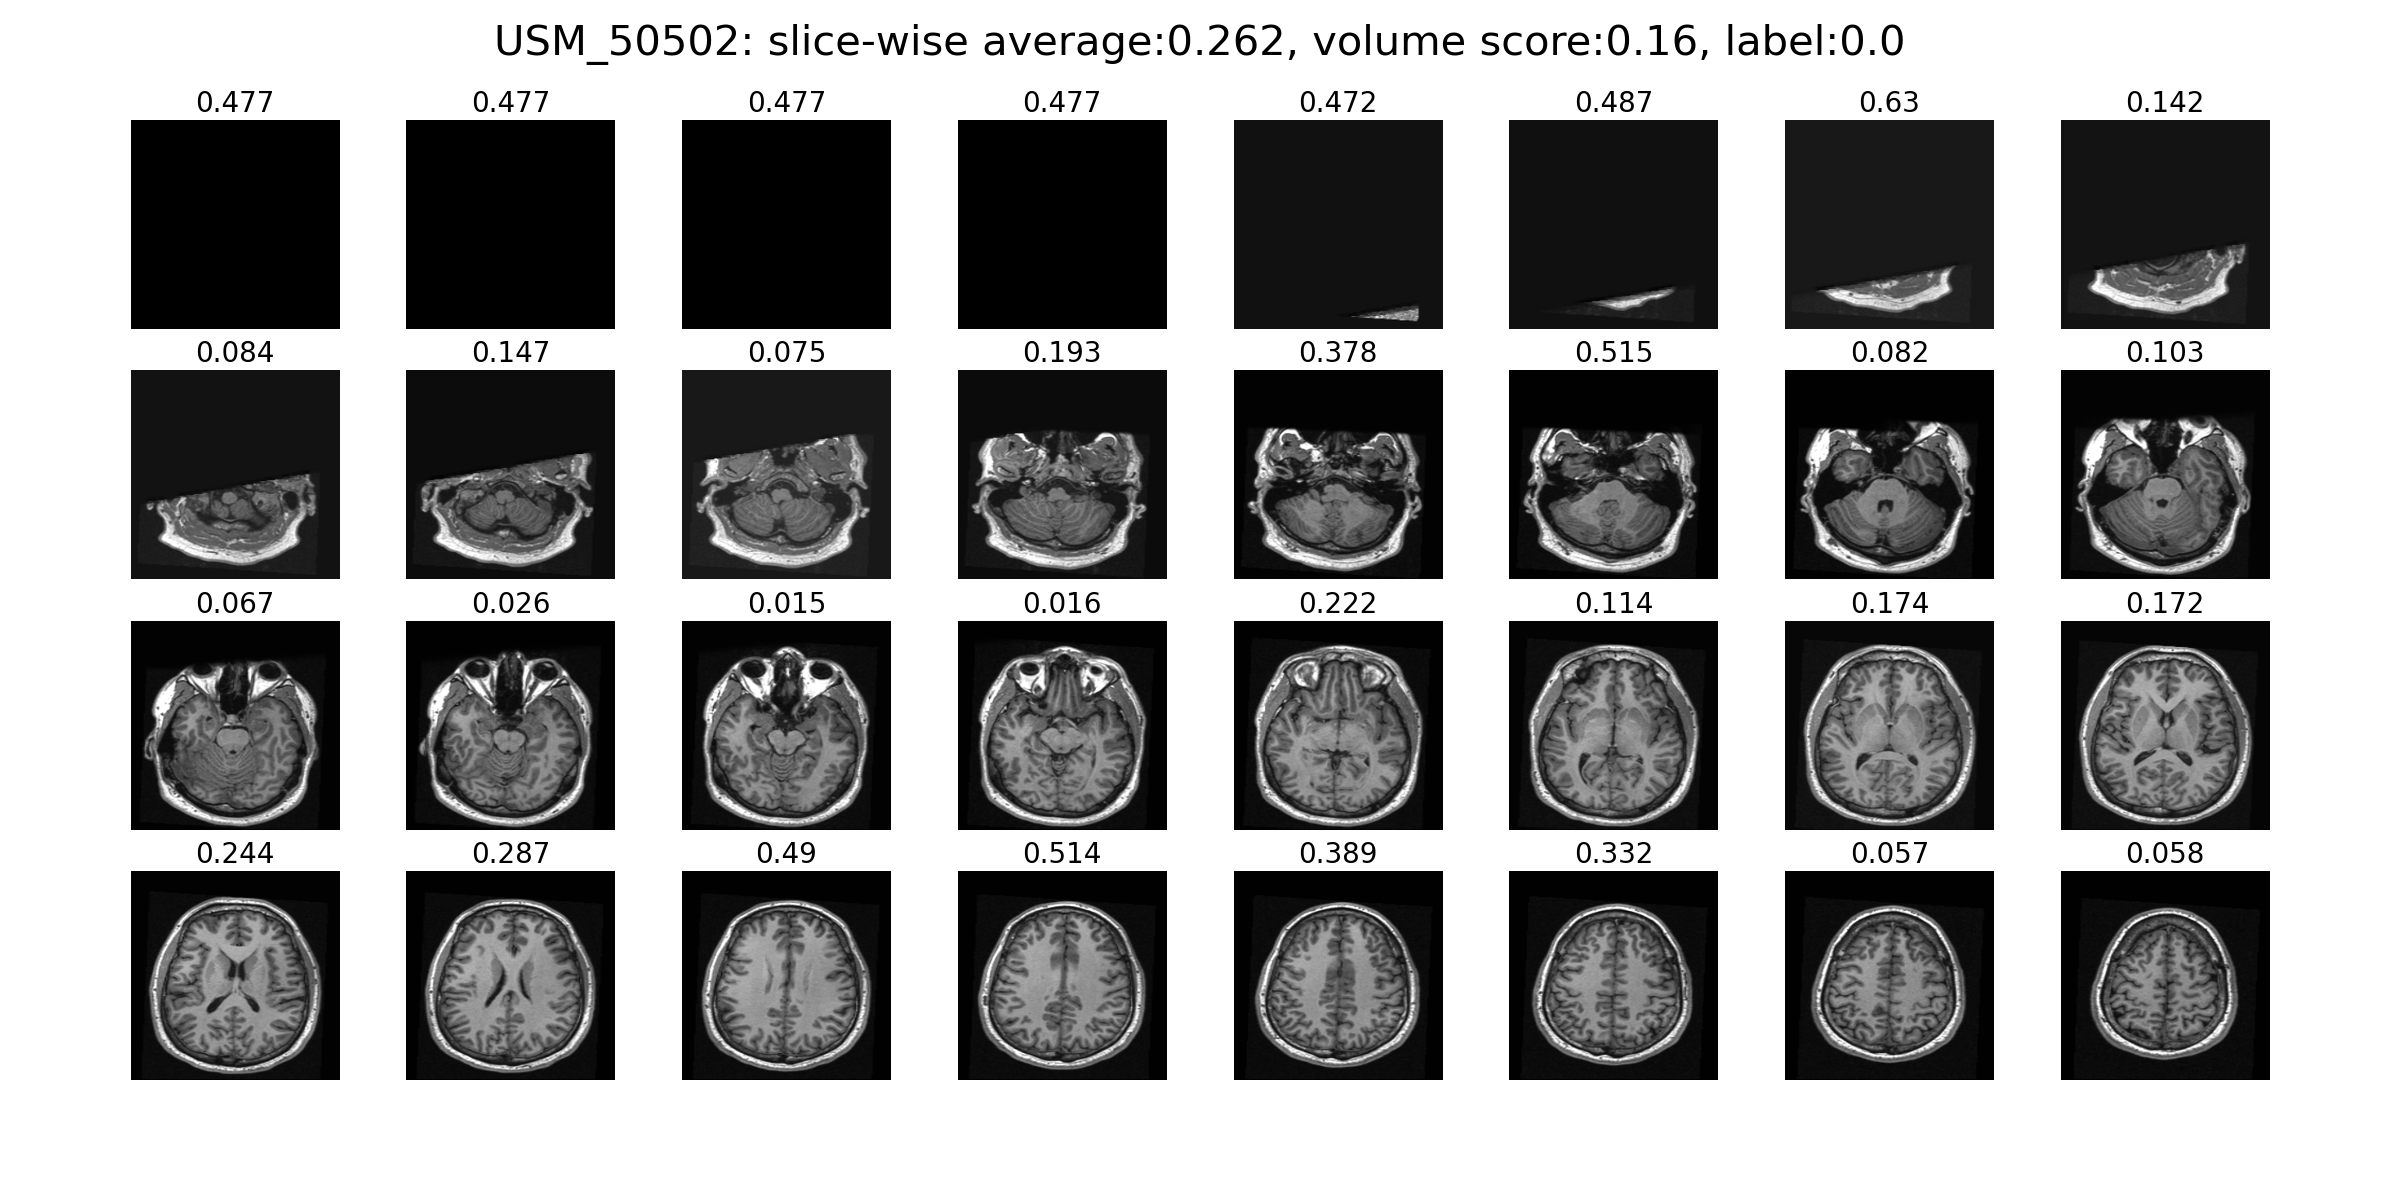 USM_50502: slice-wise average:0.262, volume score:0.16, label:0.0
0.477 0.477 0.477 0.477 0.472 0.487 0.63 0.142
0.084 0.147 0.075 0.193 0.378 0.515 0.082 0.103
0.067 0.026 0.015 0.016 0.222 0.114 0.174 0.172
0.244 0.287 0.49 0.514 0.389 0.332 0.057 0.058